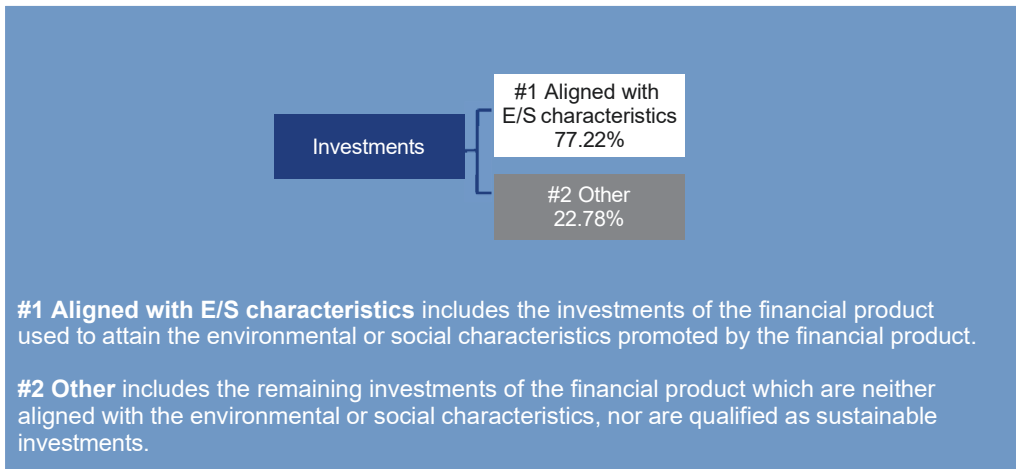 Investments
#1 Aligned with
E/S characteristics
77.22%
#2 Other
22.78%
#1 Aligned with E/S characteristics includes the investments of the financial product
used to attain the environmental or social characteristics promoted by the financial product.
#2 Other includes the remaining investments of the financial product which are neither
aligned with the environmental or social characteristics, nor are qualified as sustainable
investments.